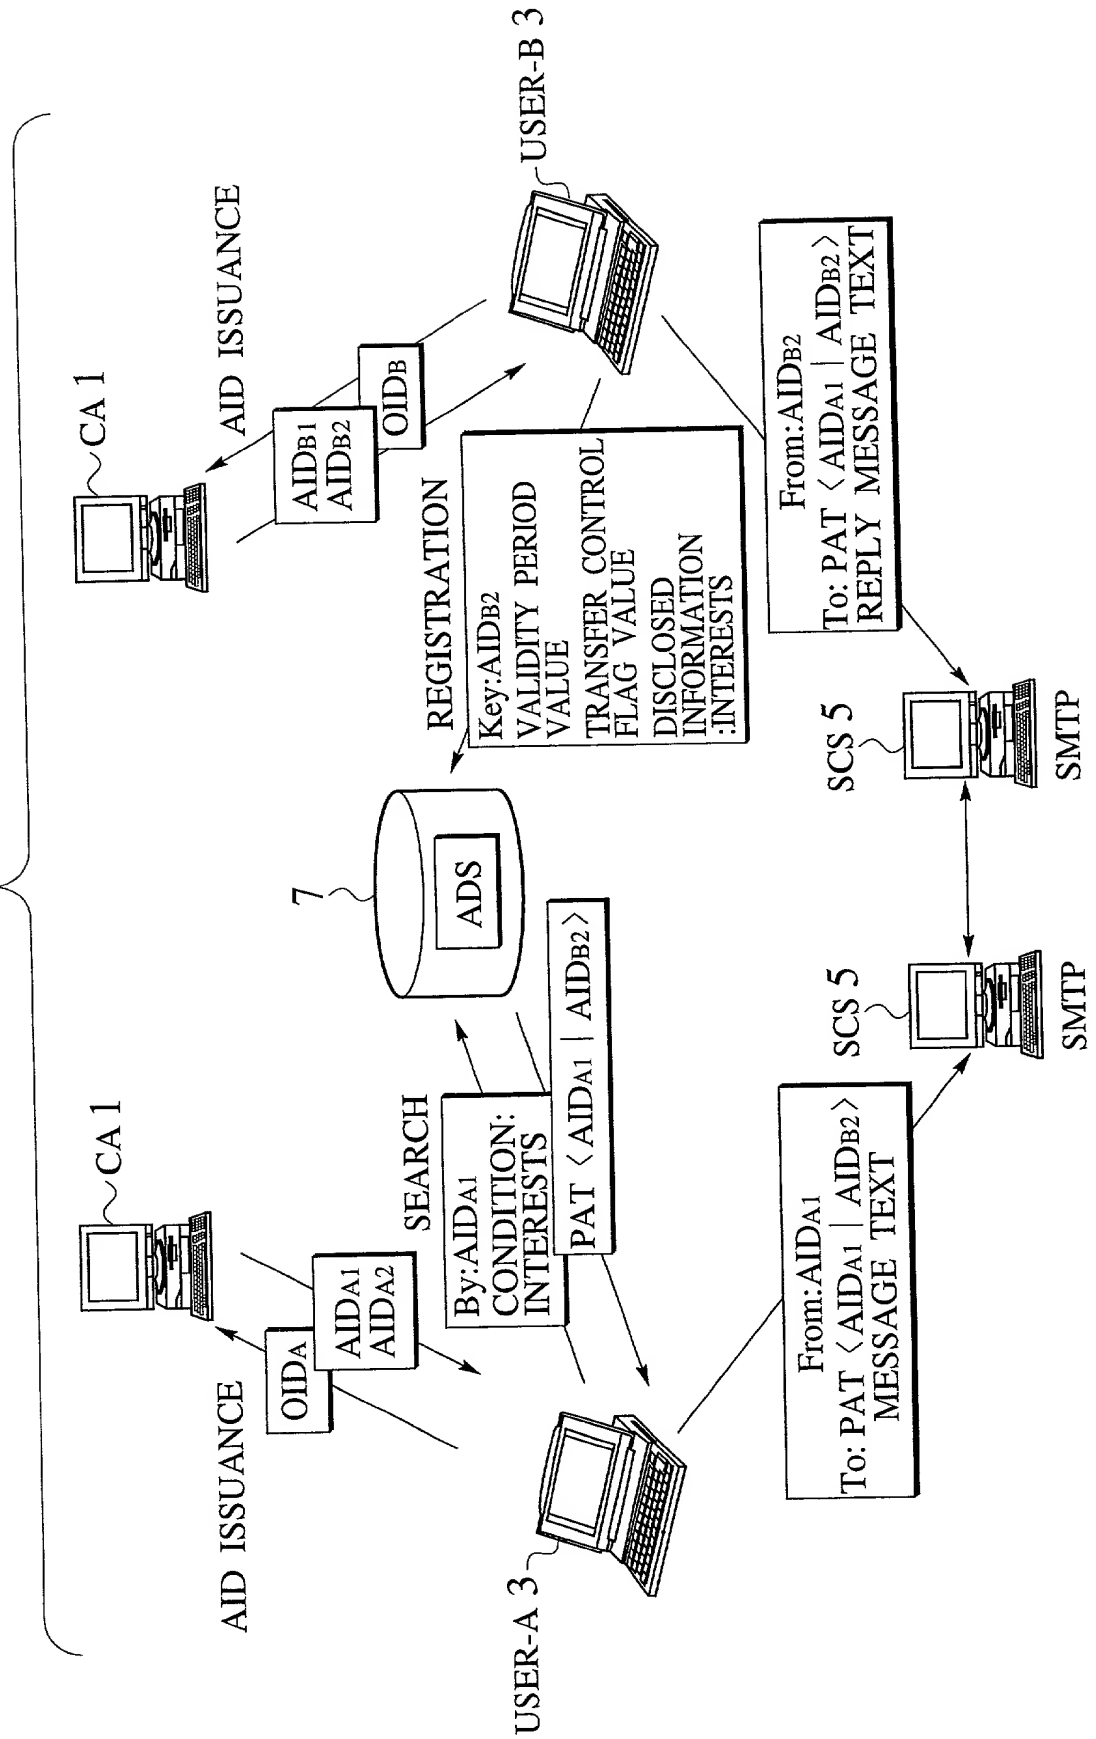 CA 1
AID ISSUANCE
OIDA
AIDA1
AIDA2
USER-A 3
SEARCH
By:AIDA1
CONDITION:
INTERESTS
PAT <AIDA1 | AIDB2>
7
ADS
CA 1
AID ISSUANCE
AIDB1
AIDB2
OIDB
USER-B 3
REGISTRATION
Key:AIDB2
VALIDITY PERIOD
VALUE
TRANSFER CONTROL
FLAG VALUE
DISCLOSED
INFORMATION
:INTERESTS
From:AIDA1
To: PAT <AIDA1 | AIDB2>
MESSAGE TEXT
SCS 5
SMTP
SCS 5
SMTP
From:AIDB2
To: PAT <AIDA1 | AIDB2>
REPLY MESSAGE TEXT